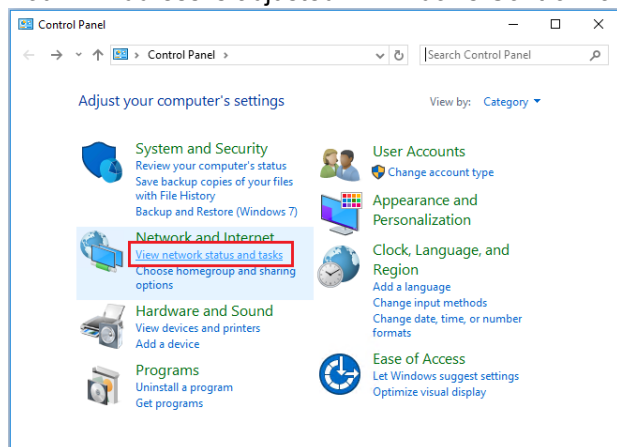 Control Panel
Control Panel
Search Control Panel
Adjust your computer's settings
View by: Category
System and Security
Review your computer's status
Save backup copies of your files
with File History
Backup and Restore (Windows 7)
Network and Internet
View network status and tasks
Choose homegroup and sharing
options
Hardware and Sound
View devices and printers
Add a device
Programs
Uninstall a program
Get programs
User Accounts
Change account type
Appearance and
Personalization
Clock, Language, and
Region
Add a language
Change input methods
Change date, time, or number
formats
Ease of Access
Let Windows suggest settings
Optimize visual display